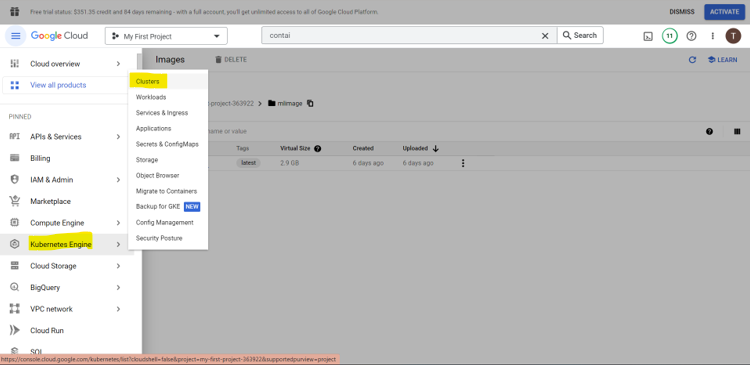 Free trial status: $351.35 credit and 84 days remaining - with a full account, you'll get unlimited access to all of Google Cloud Platform.
DISMISS
ACTIVATE
Google Cloud
My First Project
contai
Search
11
T
Cloud overview
View all products
PINNED
APIs & Services
Billing
IAM & Admin
Marketplace
Compute Engine
Kubernetes Engine
Cloud Storage
BigQuery
VPC network
Cloud Run
SQL
Clusters
Workloads
Services & Ingress
Applications
Secrets & ConfigMaps
Storage
Object Browser
Migrate to Containers
Backup for GKE NEW
Config Management
Security Posture
Images
DELETE
LEARN
-project-363922 > mlimage
name or value
Tags Virtual Size Created Uploaded
latest 2.9 GB 6 days ago 6 days ago
https://console.cloud.google.com/kubernetes/list?cloudshell=false&project=my-first-project-363922&supportedpurview=project